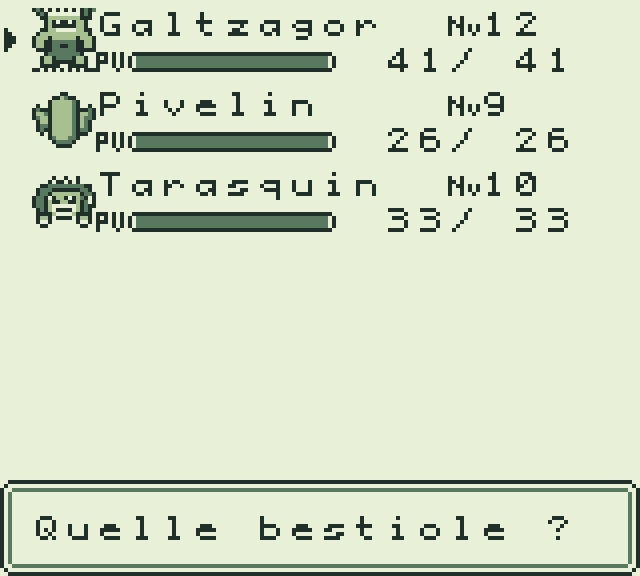 Galtzagor Nv12
PV 41/ 41
Pivelin Nv9
PV 26/ 26
Tarasquin Nv10
PV 33/ 33
Quelle bestiole ?